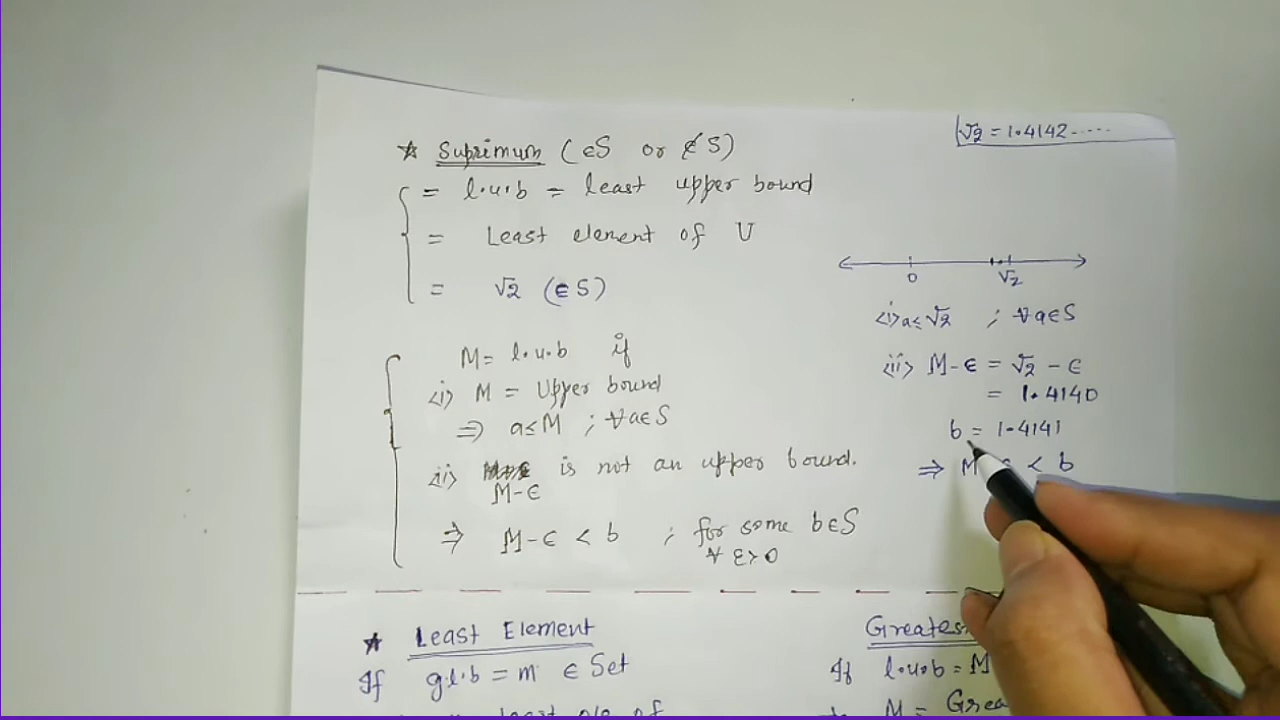 √2 = 1.4142.....
* Suprimum (∈S or ∉S)
= l.u.b = least upper bound
= Least element of U
= √2 (∈S)
0 √2
<i> a ≤ √2 ; ∀a∈S
<ii> M-ϵ = √2 - ϵ
= 1.4140
b = 1.4141
⇒ M < b
M = l.u.b if
<i> M = Upper bound
⇒ a ≤ M ; ∀a∈S
<ii> is not an upper bound.
M-ϵ
⇒ M-ϵ < b ; for some b∈S
∀ ε>0
* Least Element
If g.l.b = m ∈ Set
If l.u.b = M
M =